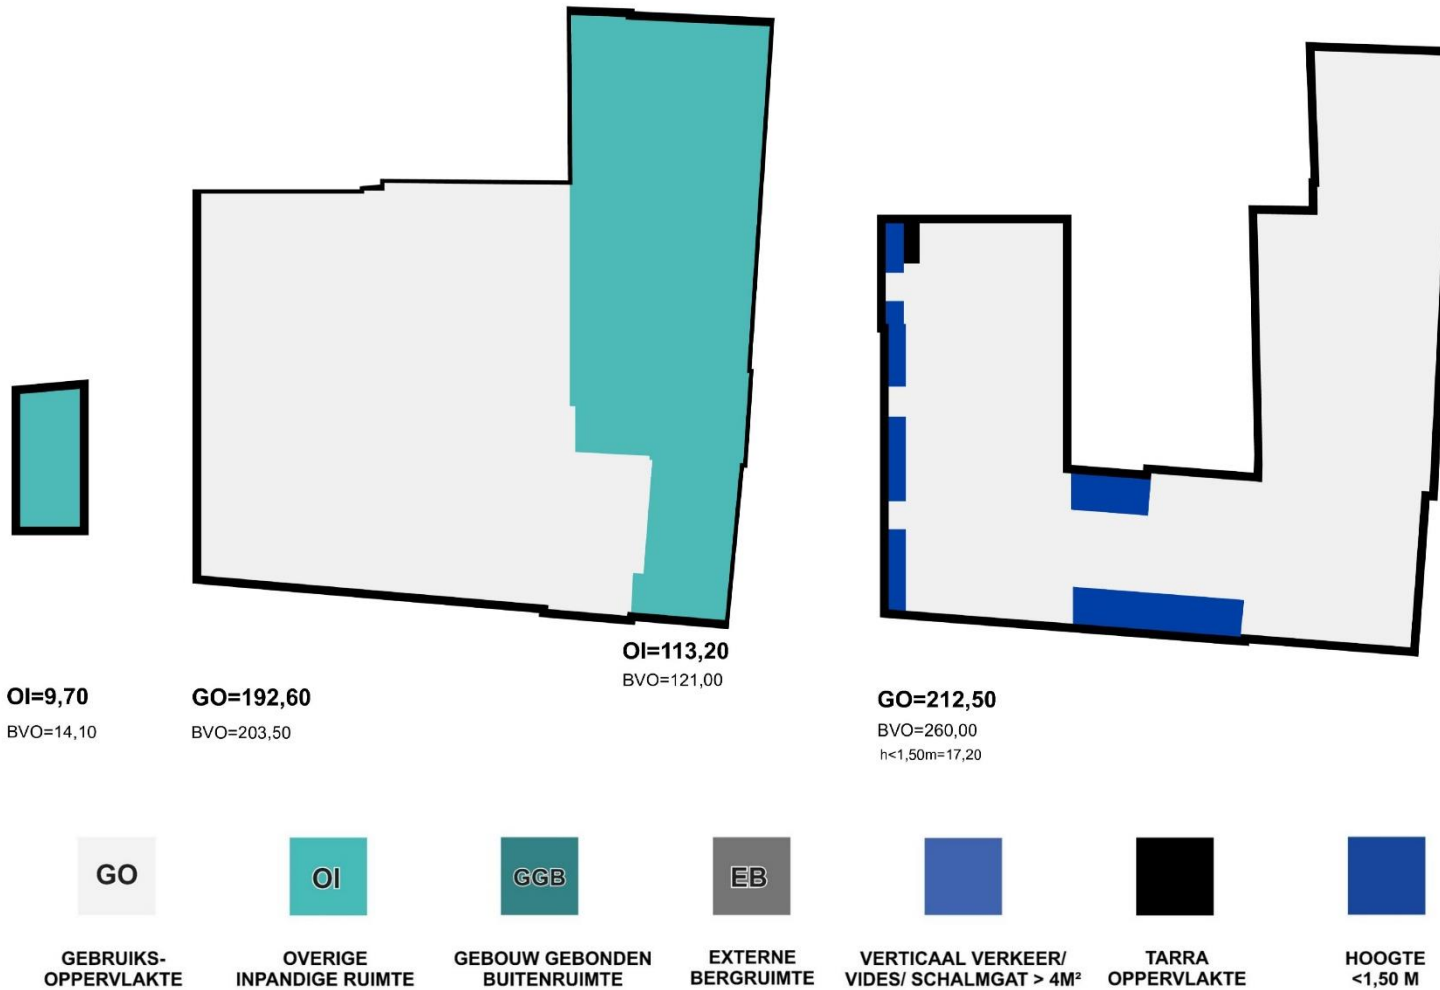 OI=113,20
BVO=121,00
OI=9,70
BVO=14,10
GO=192,60
BVO=203,50
GO=212,50
BVO=260,00
h<1,50m=17,20
GO
OI
GGB
EB
GEBRUIKS-
OPPERVLAKTE
OVERIGE
INPANDIGE RUIMTE
GEBOUW GEBONDEN
BUITENRUIMTE
EXTERNE
BERGRUIMTE
VERTICAAL VERKEER/
VIDES/ SCHALMGAT > 4M²
TARRA
OPPERVLAKTE
HOOGTE
<1,50 M